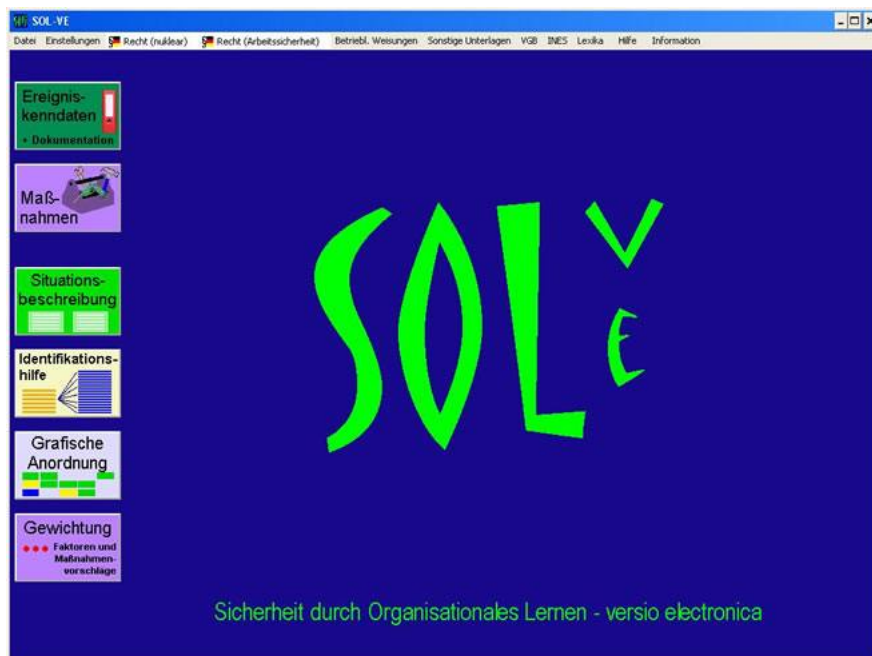 SOL-VE
Datei Einstellungen Recht (nuklear) Recht (Arbeitssicherheit) Betriebl. Weisungen Sonstige Unterlagen VGB INES Lexika Hilfe Information
Ereignis-
kenndaten
+ Dokumentation
Maß-
nahmen
Situations-
beschreibung
Identifikations-
hilfe
Grafische
Anordnung
Gewichtung
Faktoren und
Maßnahmen-
vorschläge
SOL VE
Sicherheit durch Organisationales Lernen - versio electronica